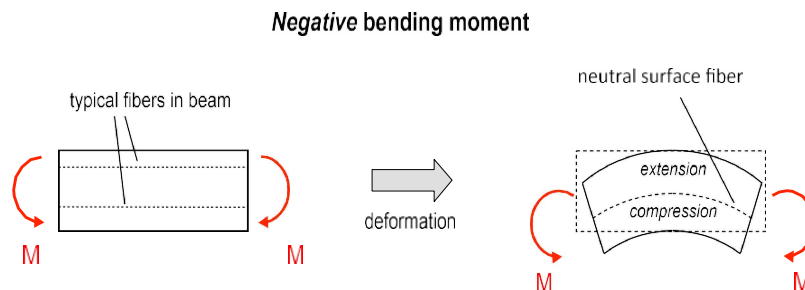 Negative bending moment
typical fibers in beam
neutral surface fiber
extension
compression
deformation
M
M
M
M